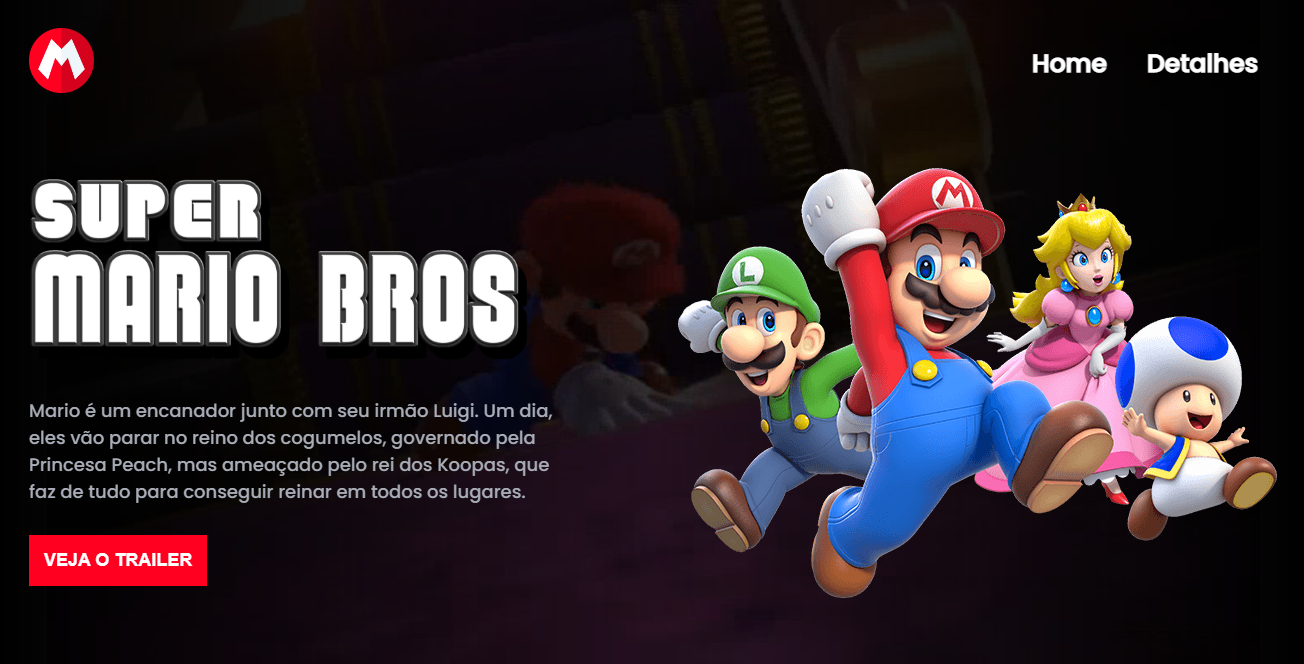 M
Home Detalhes
SUPER
MARIO BROS
M
L
Mario é um encanador junto com seu irmão Luigi. Um dia,
eles vão parar no reino dos cogumelos, governado pela
Princesa Peach, mas ameaçado pelo rei dos Koopas, que
faz de tudo para conseguir reinar em todos os lugares.
VEJA O TRAILER